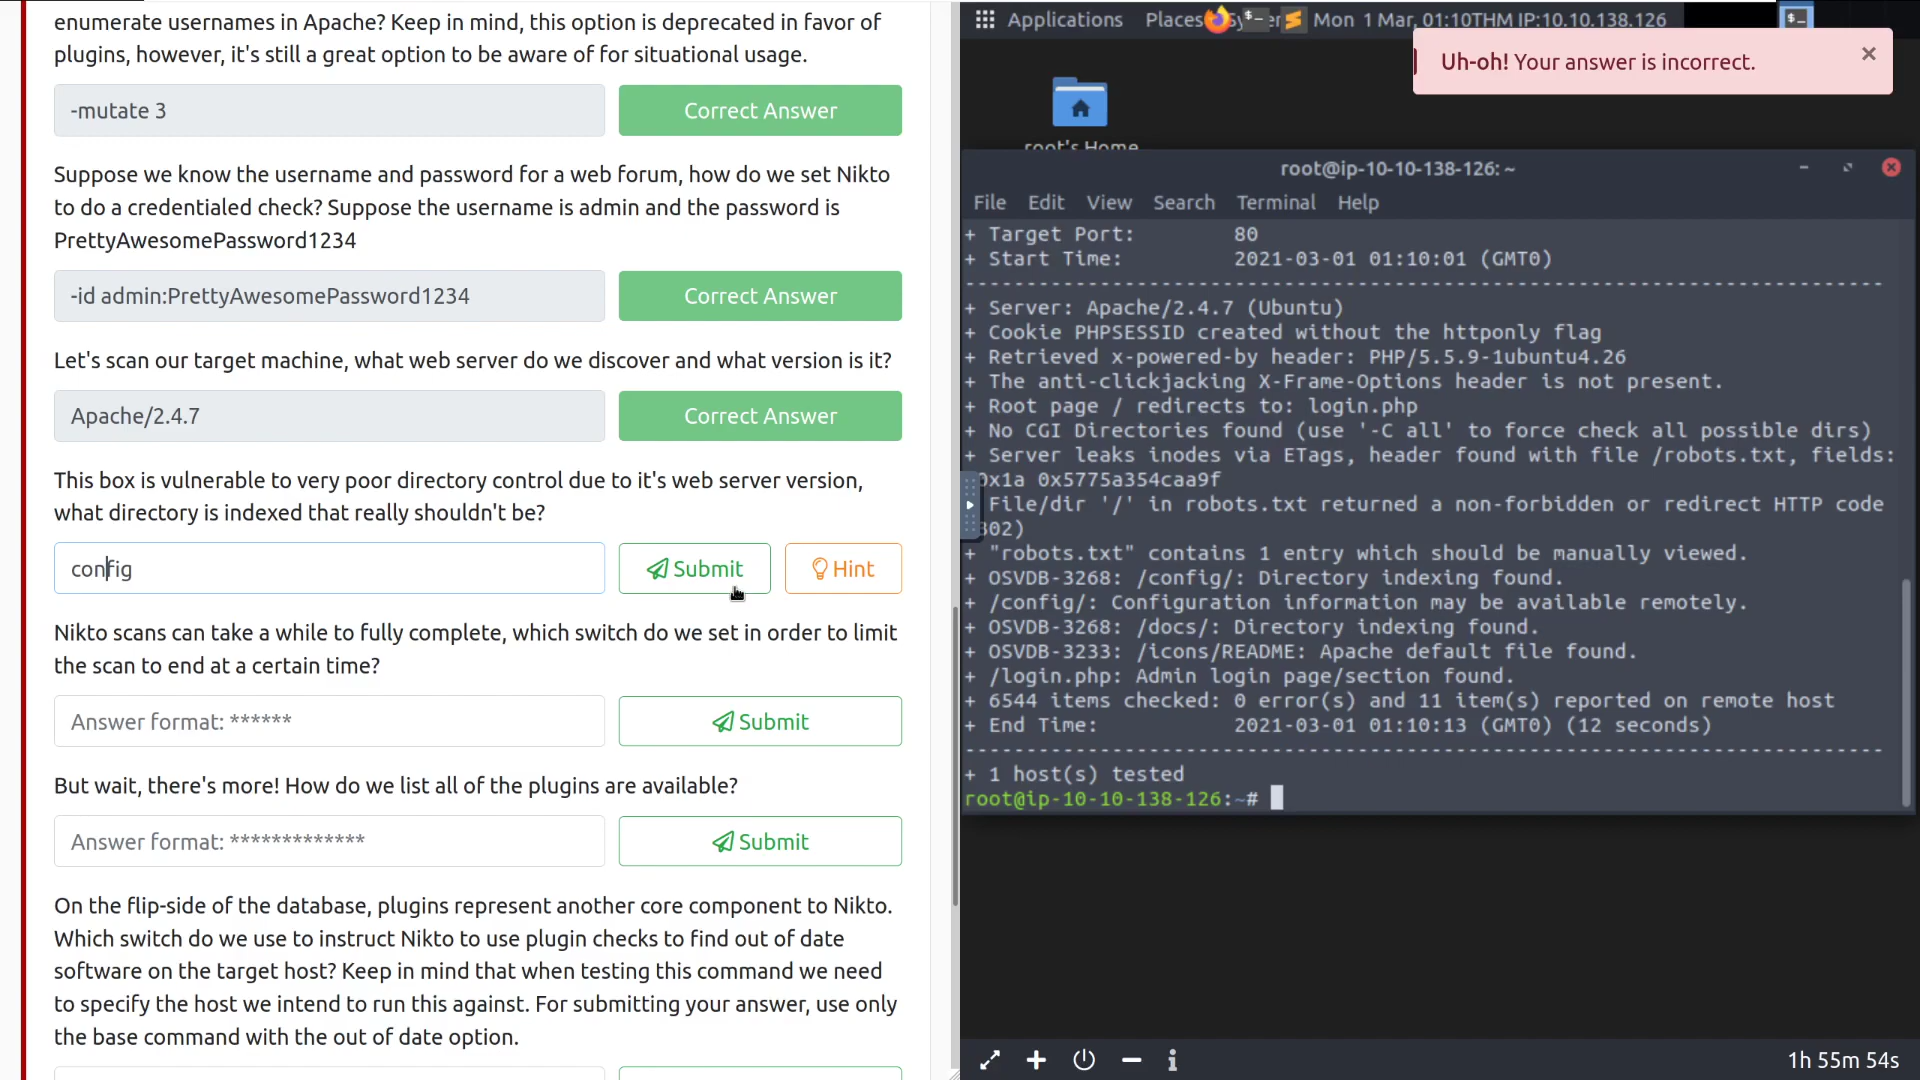 enumerate usernames in Apache? Keep in mind, this option is deprecated in favor of
plugins, however, it's still a great option to be aware of for situational usage.
-mutate 3
Correct Answer
Suppose we know the username and password for a web forum, how do we set Nikto
to do a credentialed check? Suppose the username is admin and the password is
PrettyAwesomePassword1234
-id admin:PrettyAwesomePassword1234
Correct Answer
Let's scan our target machine, what web server do we discover and what version is it?
Apache/2.4.7
Correct Answer
This box is vulnerable to very poor directory control due to it's web server version,
what directory is indexed that really shouldn't be?
config
Submit
Hint
Nikto scans can take a while to fully complete, which switch do we set in order to limit
the scan to end at a certain time?
Answer format: ******
Submit
But wait, there's more! How do we list all of the plugins are available?
Answer format: *************
Submit
On the flip-side of the database, plugins represent another core component to Nikto.
Which switch do we use to instruct Nikto to use plugin checks to find out of date
software on the target host? Keep in mind that when testing this command we need
to specify the host we intend to run this against. For submitting your answer, use only
the base command with the out of date option.
Applications Places Mon 1 Mar, 01:10 THM IP:10.10.138.126
Uh-oh! Your answer is incorrect.
root's Home
root@ip-10-10-138-126: ~
File Edit View Search Terminal Help
+ Target Port: 80
+ Start Time: 2021-03-01 01:10:01 (GMT0)
---------------------------------------------------------------------------
+ Server: Apache/2.4.7 (Ubuntu)
+ Cookie PHPSESSID created without the httponly flag
+ Retrieved x-powered-by header: PHP/5.5.9-1ubuntu4.26
+ The anti-clickjacking X-Frame-Options header is not present.
+ Root page / redirects to: login.php
+ No CGI Directories found (use '-C all' to force check all possible dirs)
+ Server leaks inodes via ETags, header found with file /robots.txt, fields:
0x1a 0x5775a354caa9f
File/dir '/' in robots.txt returned a non-forbidden or redirect HTTP code
302)
+ "robots.txt" contains 1 entry which should be manually viewed.
+ OSVDB-3268: /config/: Directory indexing found.
+ /config/: Configuration information may be available remotely.
+ OSVDB-3268: /docs/: Directory indexing found.
+ OSVDB-3233: /icons/README: Apache default file found.
+ /login.php: Admin login page/section found.
+ 6544 items checked: 0 error(s) and 11 item(s) reported on remote host
+ End Time: 2021-03-01 01:10:13 (GMT0) (12 seconds)
---------------------------------------------------------------------------
+ 1 host(s) tested
root@ip-10-10-138-126:~#
1h 55m 54s